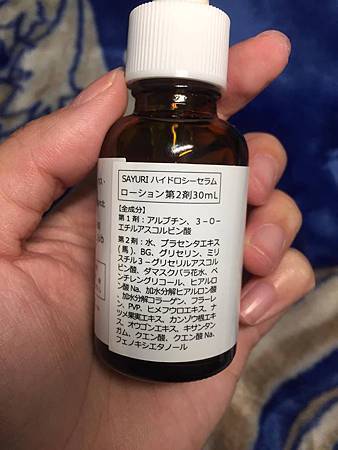 SAYURI ハイドロシーセラム
ローション 第2剤30mL
【全成分】
第1剤：アルブチン、3－O－
エチルアスコルビン酸
第2剤：水、プラセンタエキス
(馬)、BG、グリセリン、ミリ
スチル3－グリセリルアスコル
ビン酸、ダマスクバラ花水、ペ
ンチレングリコール、ヒアルロ
ン酸Na、加水分解ヒアルロン酸
、加水分解コラーゲン、フラーレ
ン、PVP、ヒメフウロエキス、ナ
ツメ果実エキス、カンゾウ根エキ
ス、オウゴンエキス、キサンタン
ガム、クエン酸、クエン酸Na、
フェノキシエタノール